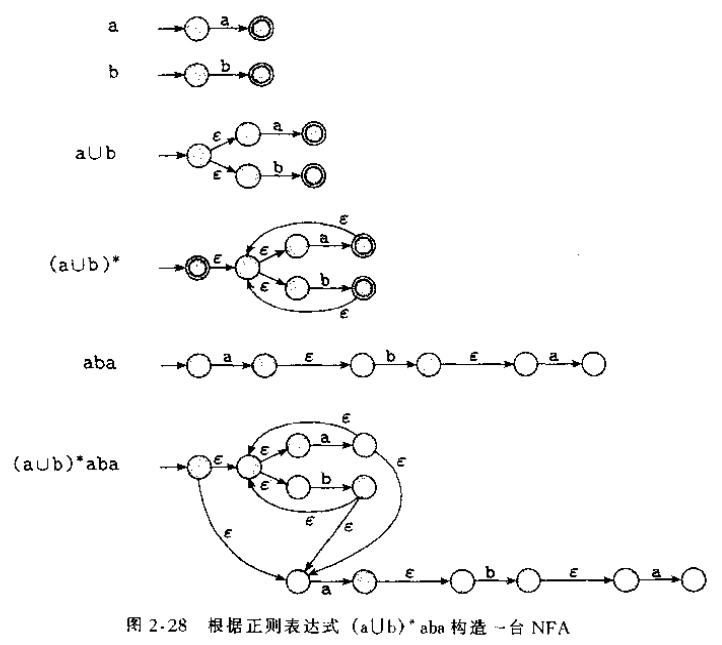 a a
b b
a∪b ε a
ε b
(a∪b)* ε ε a ε
ε b
ε
aba a ε b ε a
(a∪b)*aba ε ε a ε ε
ε b
ε ε
ε
a ε b ε a
图 2-28 根据正则表达式 (a∪b)* aba 构造一台 NFA